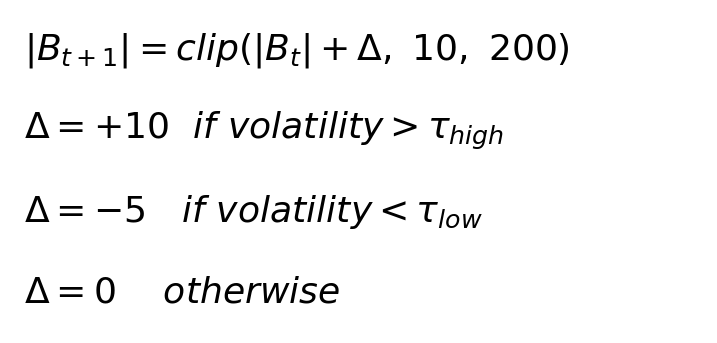 |B_{t+1}| = clip(|B_t| + Δ, 10, 200)
Δ = +10 if volatility > τ_{high}
Δ = −5 if volatility < τ_{low}
Δ = 0 otherwise